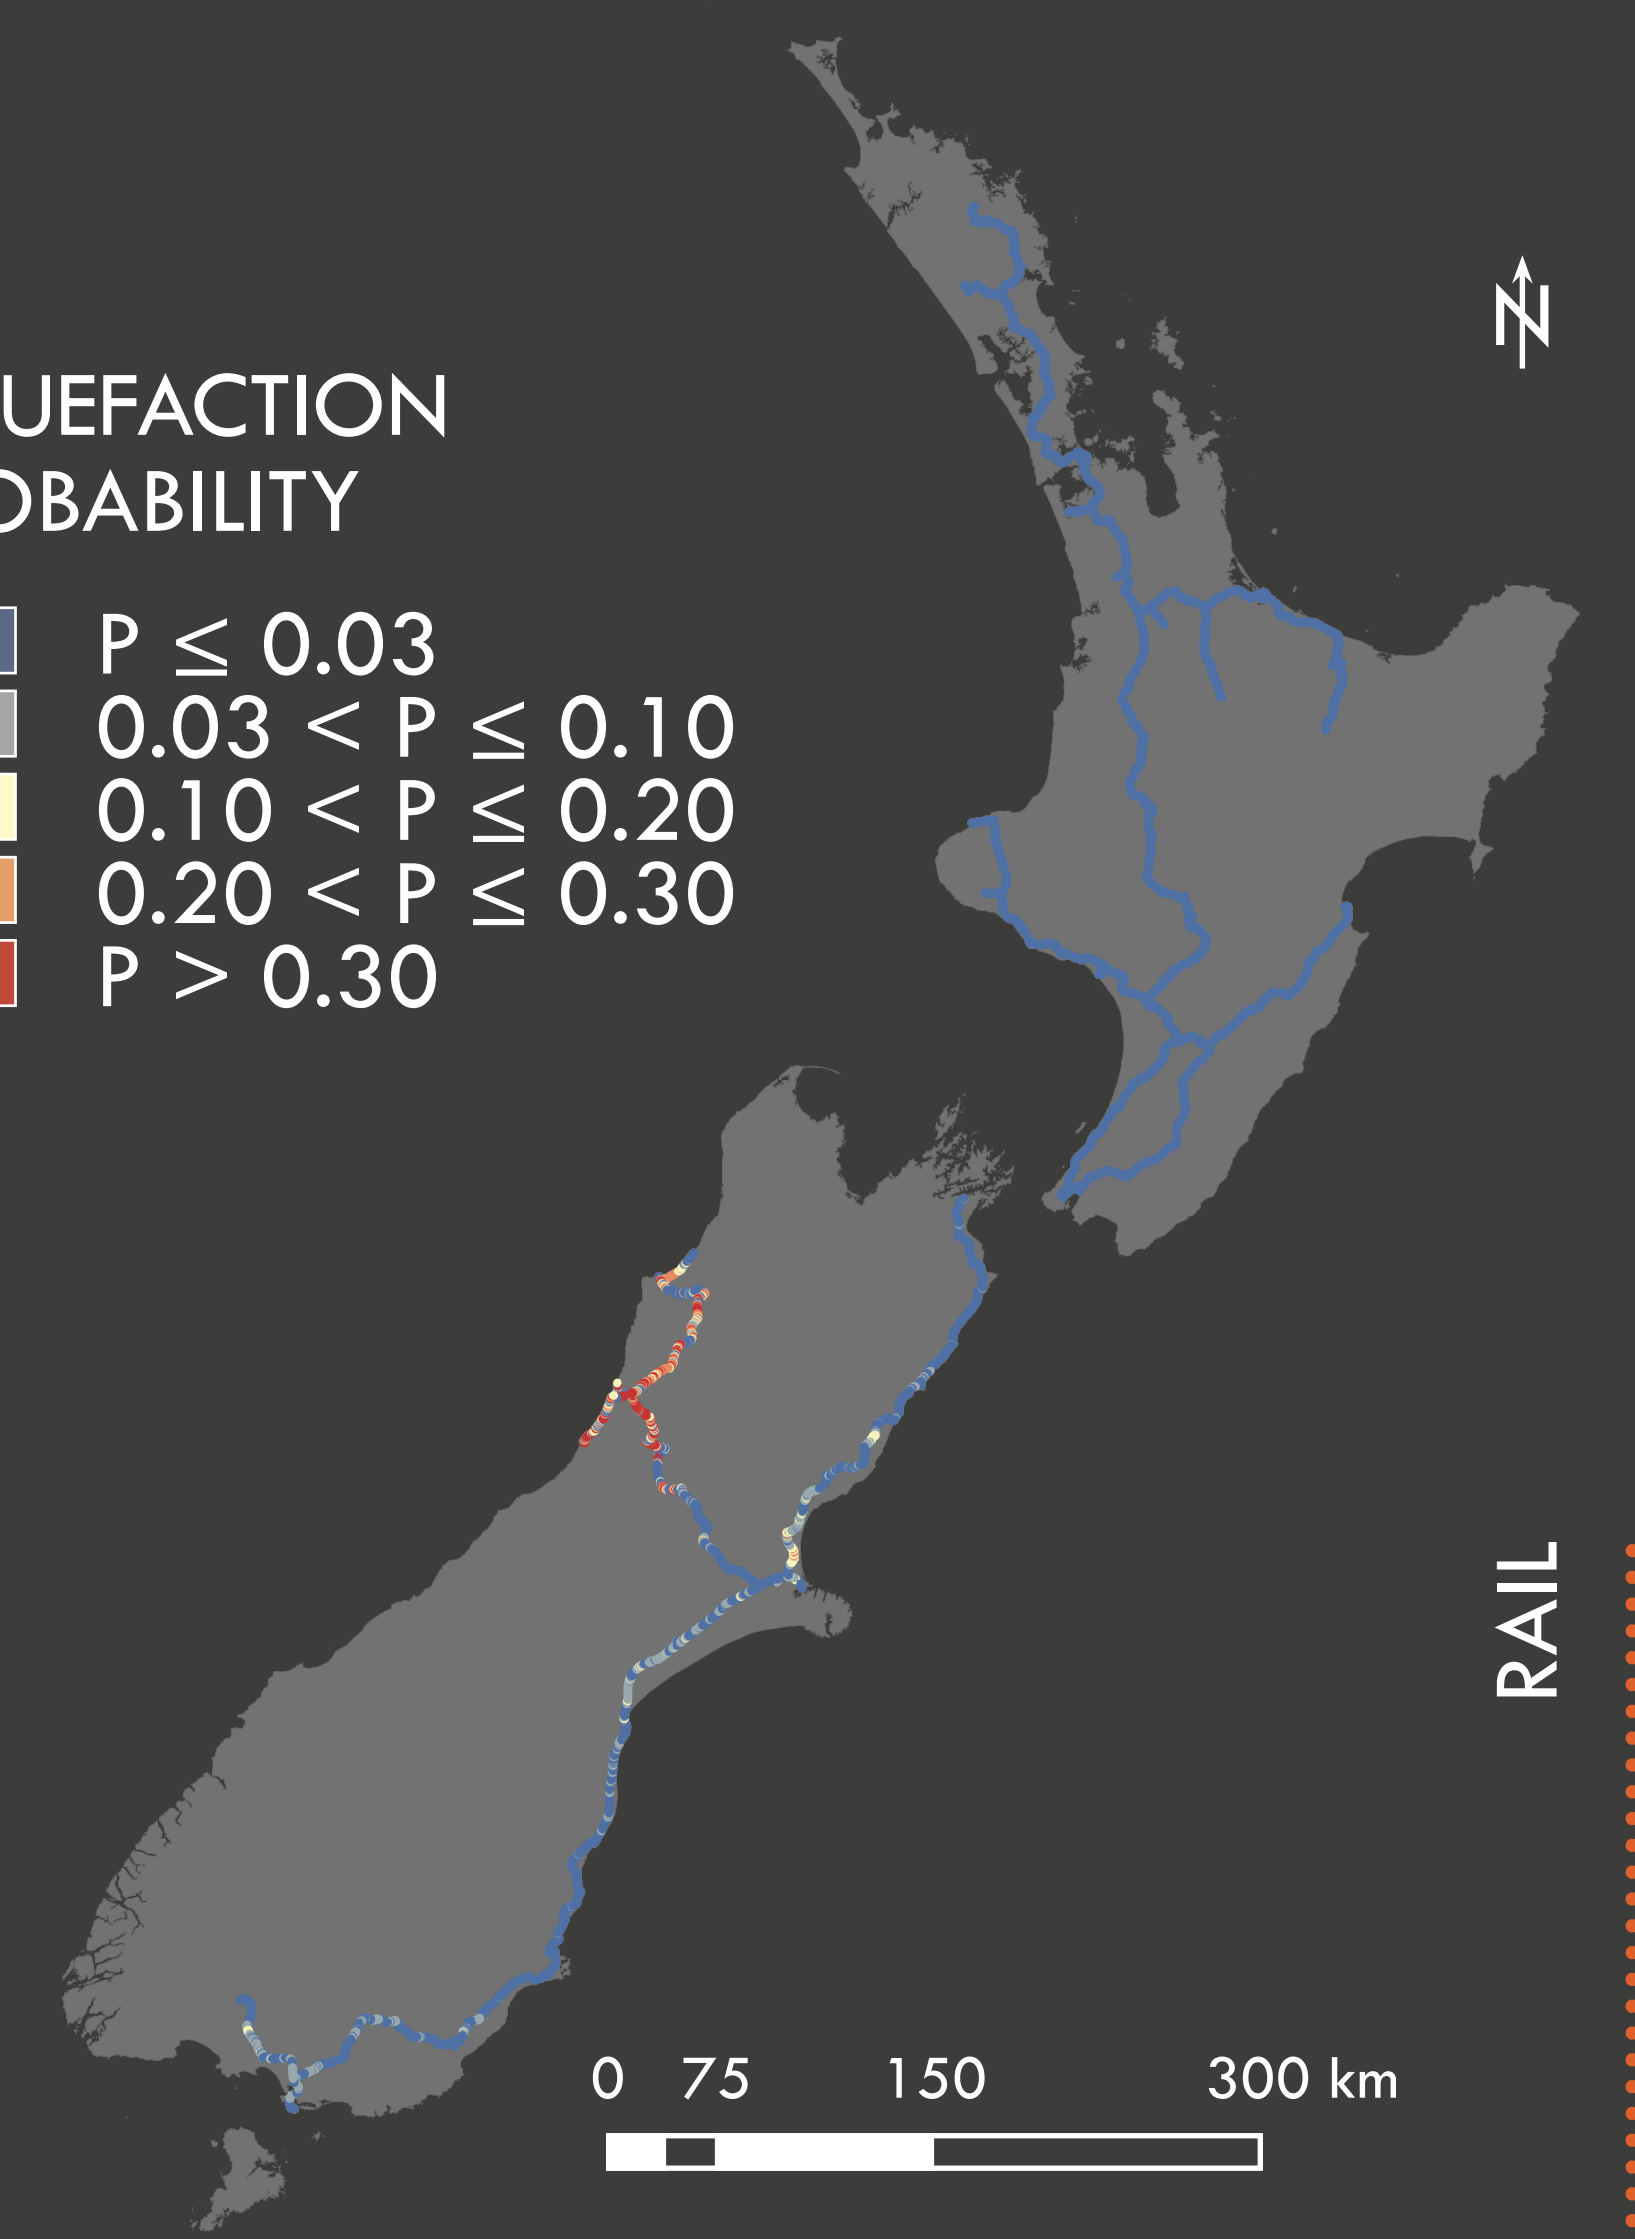 UEFACTION
OBABILITY
P ≤ 0.03
0.03 < P ≤ 0.10
0.10 < P ≤ 0.20
0.20 < P ≤ 0.30
P > 0.30
N
RAIL
0 75 150 300 km